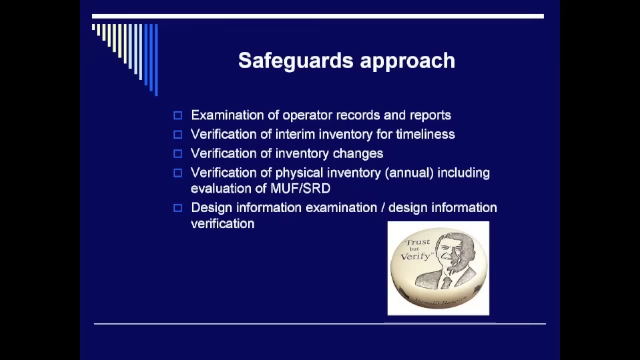 Safeguards approach
Examination of operator records and reports
Verification of interim inventory for timeliness
Verification of inventory changes
Verification of physical inventory (annual) including
evaluation of MUF/SRD
Design information examination / design information
verification
"Trust
but
Verify"